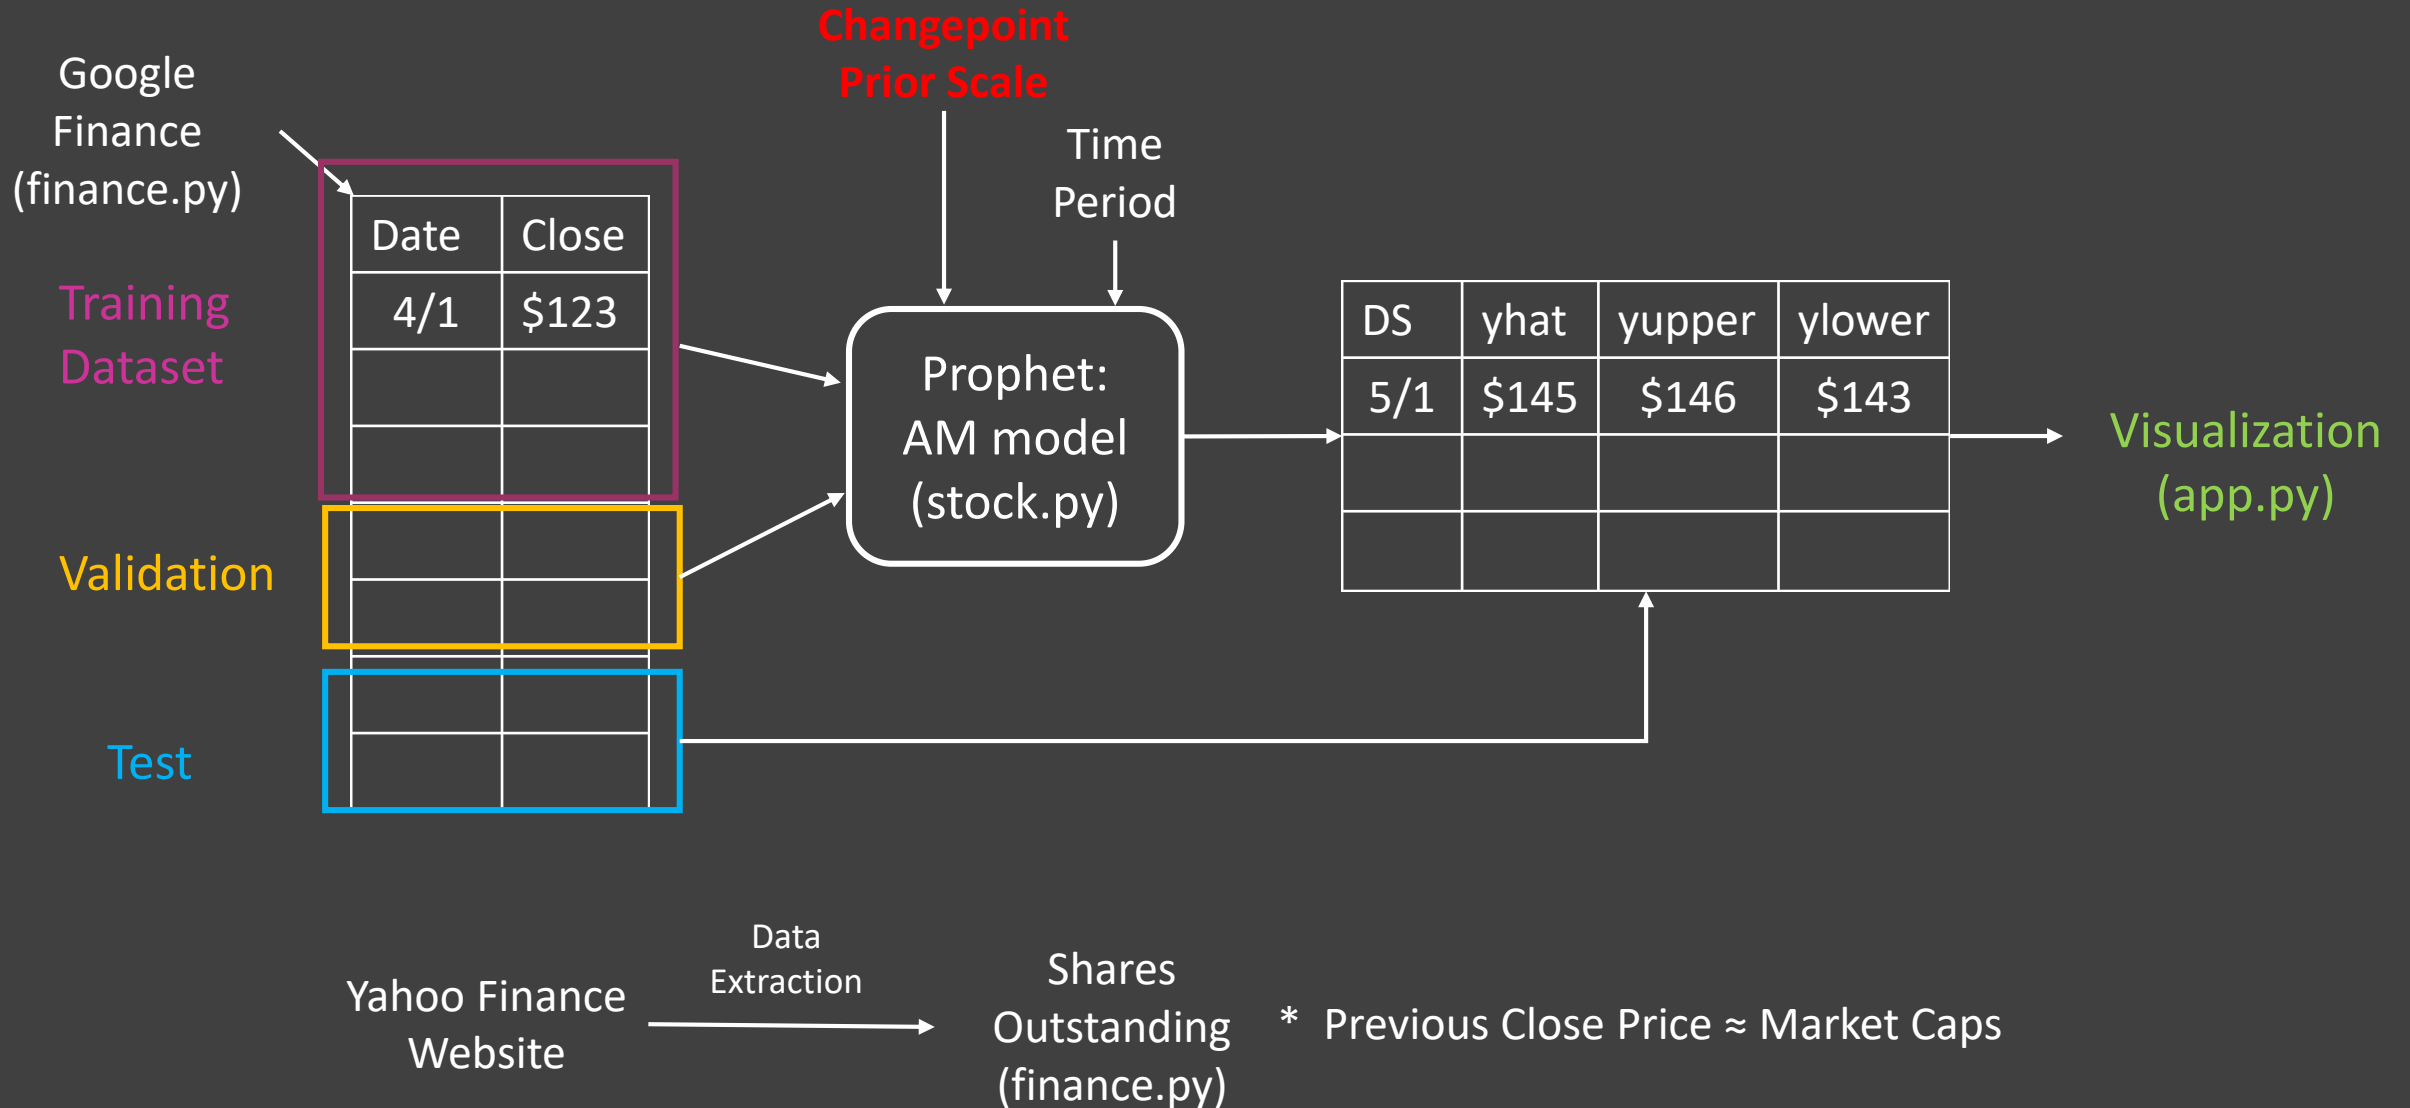 Changepoint
Prior Scale
Google
Finance
(finance.py)
Time
Period
Date Close
4/1 $123
Training
Dataset
Prophet:
AM model
(stock.py)
DS yhat yupper ylower
5/1 $145 $146 $143
Visualization
(app.py)
Validation
Test
Data
Extraction
Yahoo Finance
Website
Shares
Outstanding
(finance.py)
* Previous Close Price ≈ Market Caps